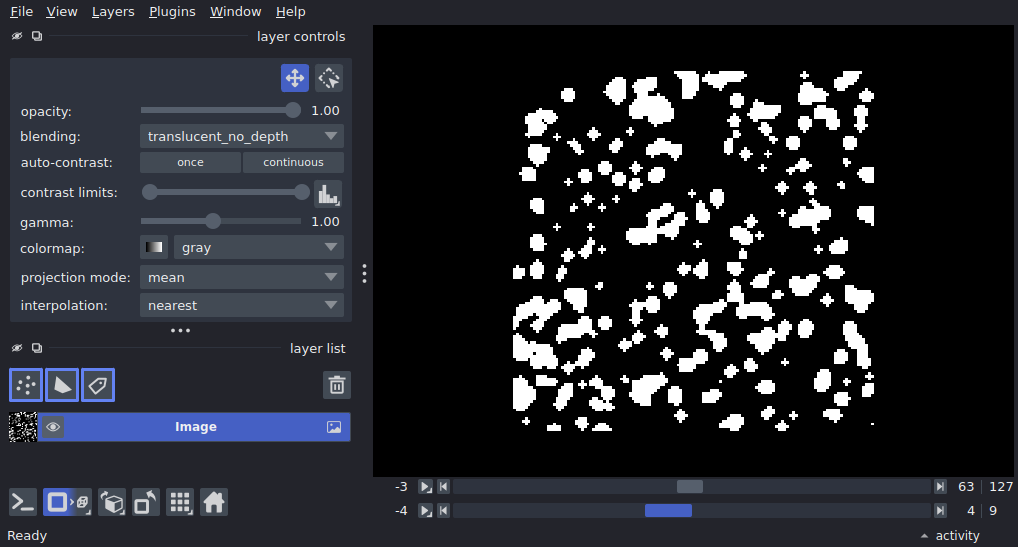 File View Layers Plugins Window Help
layer controls
opacity: 1.00
blending: translucent_no_depth
auto-contrast: once continuous
contrast limits:
gamma: 1.00
colormap: gray
projection mode: mean
interpolation: nearest
layer list
Image
-3 63 127
-4 4 9
Ready activity